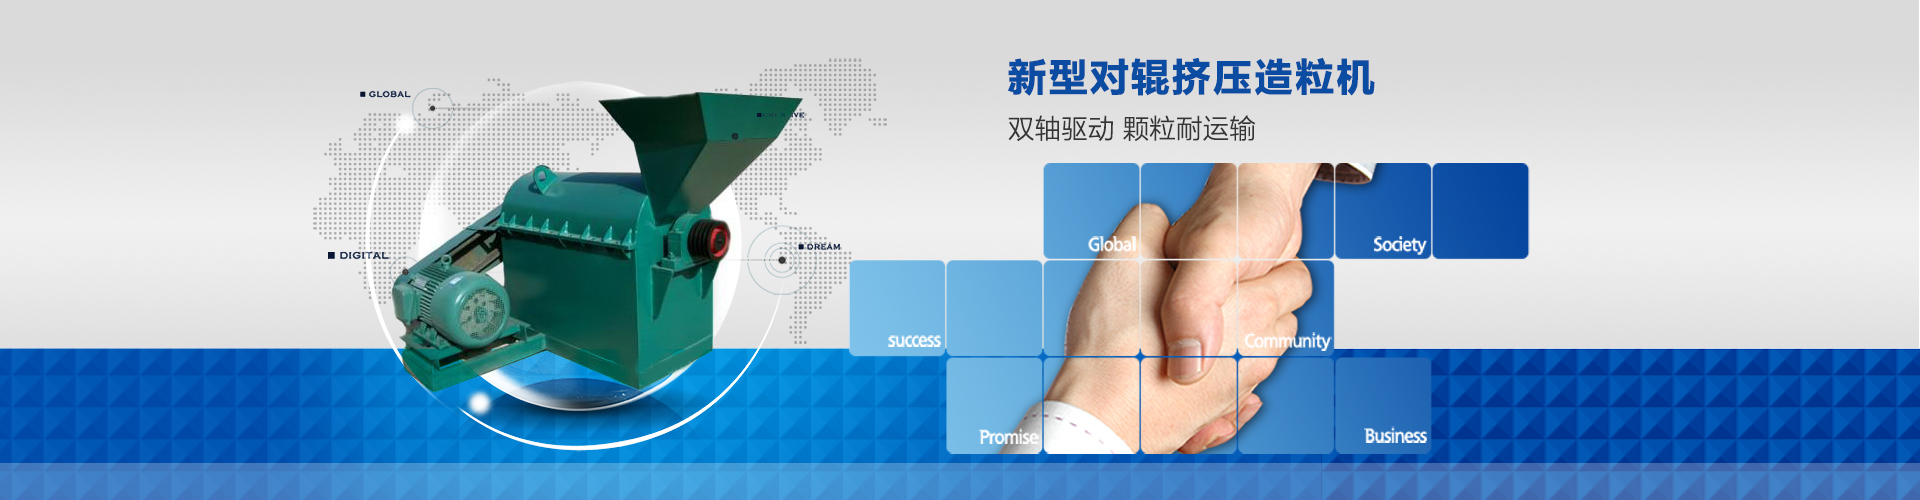 新型对辊挤压造粒机
双轴驱动 颗粒耐运输
GLOBAL
DIGITAL
DREAM
Global
Society
success
Community
Promise
Business